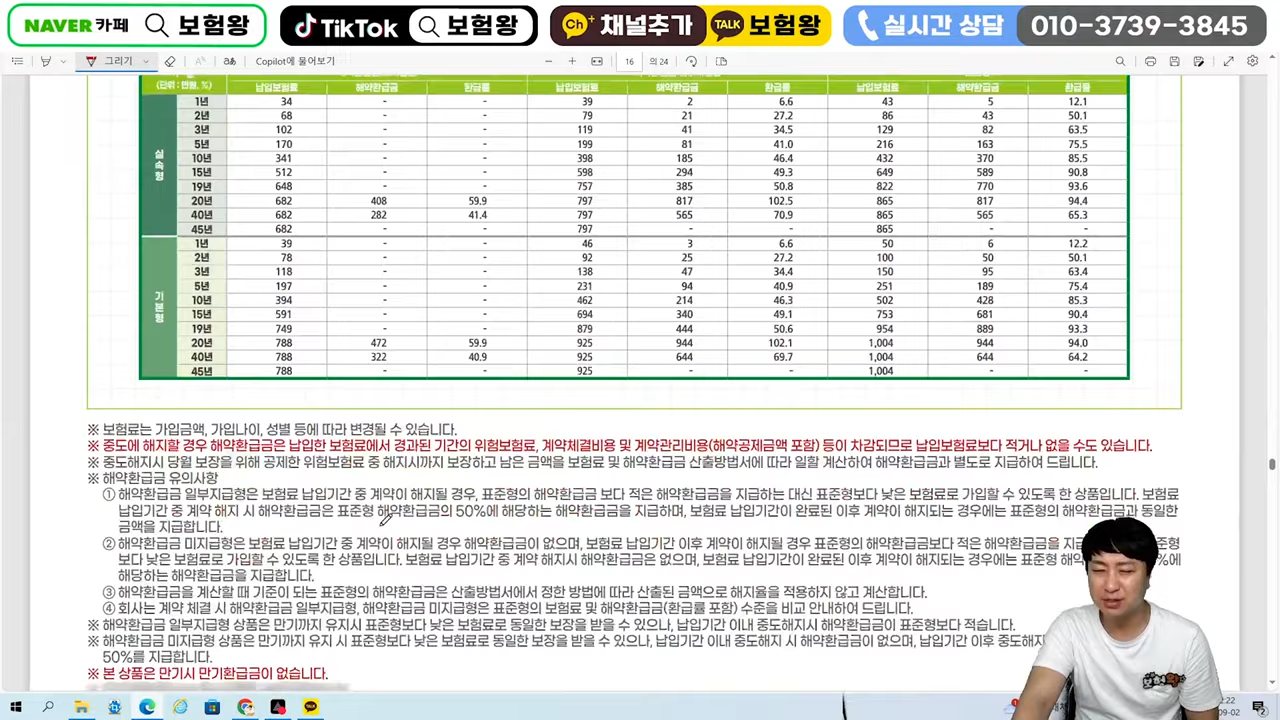 NAVER 카페 보험왕 TikTok 보험왕 Ch+ 채널추가 TALK 보험왕 실시간 상담 010-3739-3845
그리기 Copilot에 물어보기 16 의 24
(단위 : 만원, %) 납입보험료 해약환급금 환급률 납입보험료 해약환급금 환급률 납입보험료 해약환급금 환급률
실속형
1년 34 - - 39 2 6.6 43 5 12.1
2년 68 - - 79 21 27.2 86 43 50.1
3년 102 - - 119 41 34.5 129 82 63.5
5년 170 - - 199 81 41.0 216 163 75.5
10년 341 - - 398 185 46.4 432 370 85.5
15년 512 - - 598 294 49.3 649 589 90.8
19년 648 - - 757 385 50.8 822 770 93.6
20년 682 408 59.9 797 817 102.5 865 817 94.4
40년 682 282 41.4 797 565 70.9 865 565 65.3
45년 682 - - 797 - - 865 - -
기본형
1년 39 - - 46 3 6.6 50 6 12.2
2년 78 - - 92 25 27.2 100 50 50.1
3년 118 - - 138 47 34.4 150 95 63.4
5년 197 - - 231 94 40.9 251 189 75.4
10년 394 - - 462 214 46.3 502 428 85.3
15년 591 - - 694 340 49.1 753 681 90.4
19년 749 - - 879 444 50.6 954 889 93.3
20년 788 472 59.9 925 944 102.1 1,004 944 94.0
40년 788 322 40.9 925 644 69.7 1,004 644 64.2
45년 788 - - 925 - - 1,004 - -
※ 보험료는 가입금액, 가입나이, 성별 등에 따라 변경될 수 있습니다.
※ 중도에 해지할 경우 해약환급금은 납입한 보험료에서 경과된 기간의 위험보험료, 계약체결비용 및 계약관리비용(해약공제금액 포함) 등이 차감되므로 납입보험료보다 적거나 없을 수도 있습니다.
※ 중도해지시 당월 보장을 위해 공제한 위험보험료 중 해지시까지 보장하고 남은 금액을 보험료 및 해약환급금 산출방법서에 따라 일할 계산하여 해약환급금과 별도로 지급하여 드립니다.
※ 해약환급금 유의사항
① 해약환급금 일부지급형은 보험료 납입기간 중 계약이 해지될 경우, 표준형의 해약환급금 보다 적은 해약환급금을 지급하는 대신 표준형보다 낮은 보험료로 가입할 수 있도록 한 상품입니다. 보험료
납입기간 중 계약 해지 시 해약환급금은 표준형 해약환급금의 50%에 해당하는 해약환급금을 지급하며, 보험료 납입기간이 완료된 이후 계약이 해지되는 경우에는 표준형의 해약환급금과 동일한
금액을 지급합니다.
② 해약환급금 미지급형은 보험료 납입기간 중 계약이 해지될 경우 해약환급금이 없으며, 보험료 납입기간 이후 계약이 해지될 경우 표준형의 해약환급금보다 적은 해약환급금을 지급 준형
보다 낮은 보험료로 가입할 수 있도록 한 상품입니다. 보험료 납입기간 중 계약 해지시 해약환급금은 없으며, 보험료 납입기간이 완료된 이후 계약이 해지되는 경우에는 표준형 해약환 %에
해당하는 해약환급금을 지급합니다.
③ 해약환급금을 계산할 때 기준이 되는 표준형의 해약환급금은 산출방법서에서 정한 방법에 따라 산출된 금액으로 해지율을 적용하지 않고 계산합니다.
④ 회사는 계약 체결 시 해약환급금 일부지급형, 해약환급금 미지급형은 표준형의 보험료 및 해약환급금(환급률 포함) 수준을 비교 안내하여 드립니다.
※ 해약환급금 일부지급형 상품은 만기까지 유지시 표준형보다 낮은 보험료로 동일한 보장을 받을 수 있으나, 납입기간 이내 중도해지시 해약환급금이 표준형보다 적습니다.
※ 해약환급금 미지급형 상품은 만기까지 유지 시 표준형보다 낮은 보험료로 동일한 보장을 받을 수 있으나, 납입기간 중도해지 시 해약환급금이 없으며, 납입기간 이후 중도해지
50%를 지급합니다.
※ 본 상품은 만기시 만기환급금이 없습니다.